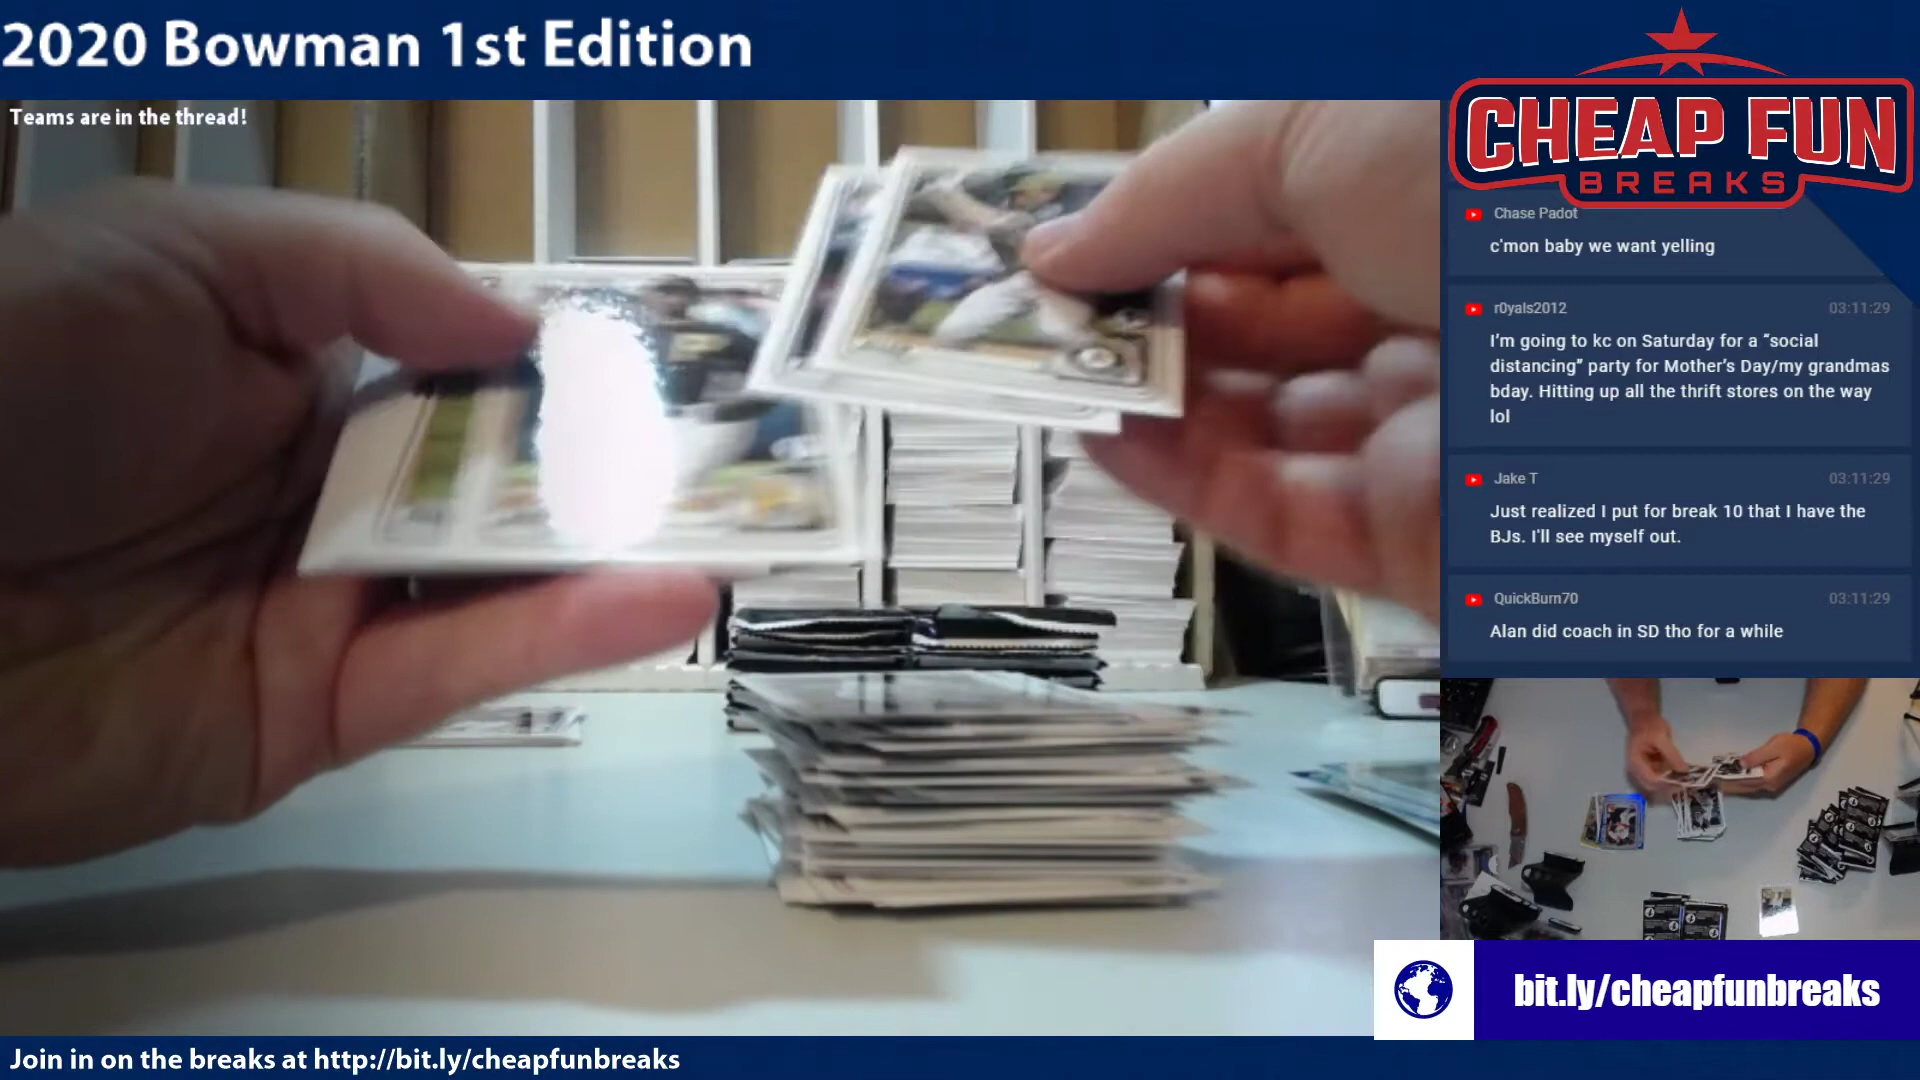 2020 Bowman 1st Edition
Teams are in the thread!
CHEAP FUN
BREAKS
Chase Padot
c'mon baby we want yelling
r0yals2012 03:11:29
I'm going to kc on Saturday for a "social
distancing" party for Mother's Day/my grandmas
bday. Hitting up all the thrift stores on the way
lol
Jake T 03:11:29
Just realized I put for break 10 that I have the
BJs. I'll see myself out.
QuickBurn70 03:11:29
Alan did coach in SD tho for a while
bit.ly/cheapfunbreaks
Join in on the breaks at http://bit.ly/cheapfunbreaks